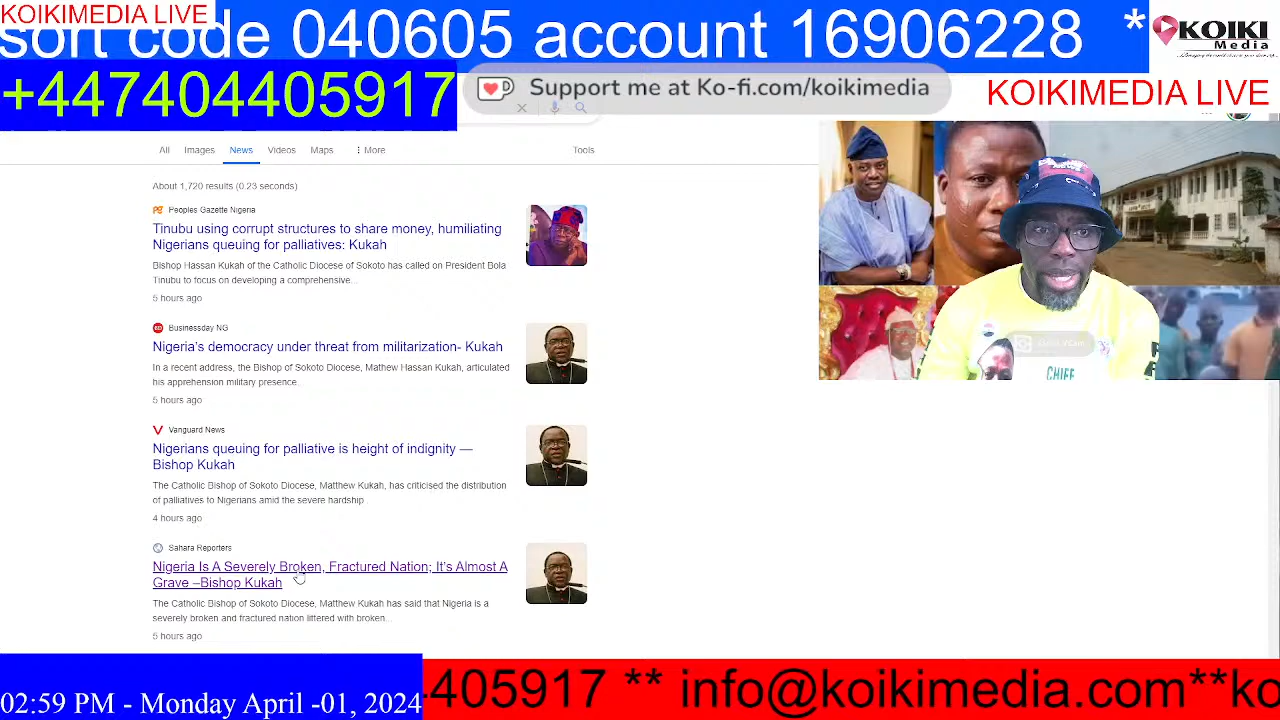 KOIKIMEDIA LIVE
sort code 040605 account 16906228 *
KOIKI
Media
+447404405917
Support me at Ko-fi.com/koikimedia
KOIKIMEDIA LIVE
All Images News Videos Maps More Tools
About 1,720 results (0.23 seconds)
Peoples Gazette Nigeria
Tinubu using corrupt structures to share money, humiliating
Nigerians queuing for palliatives: Kukah
Bishop Hassan Kukah of the Catholic Diocese of Sokoto has called on President Bola
Tinubu to focus on developing a comprehensive...
5 hours ago
Businessday NG
Nigeria's democracy under threat from militarization- Kukah
In a recent address, the Bishop of Sokoto Diocese, Mathew Hassan Kukah, articulated
his apprehension military presence.
5 hours ago
Vanguard News
Nigerians queuing for palliative is height of indignity —
Bishop Kukah
The Catholic Bishop of Sokoto Diocese, Matthew Kukah, has criticised the distribution
of palliatives to Nigerians amid the severe hardship
4 hours ago
Sahara Reporters
Nigeria Is A Severely Broken, Fractured Nation; It's Almost A
Grave –Bishop Kukah
The Catholic Bishop of Sokoto Diocese, Matthew Kukah has said that Nigeria is a
severely broken and fractured nation littered with broken...
5 hours ago
CHIEF
02:59 PM - Monday April -01, 2024
-405917 ** info@koikimedia.com**ko